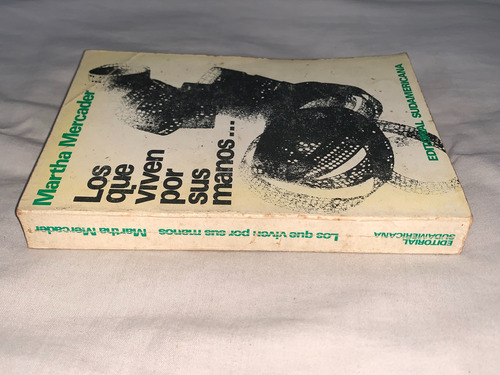 Martha Mercader
Los
que
viven
por
sus
manos...
EDITORIAL SUDAMERICANA
Martha Mercader Los que viven por sus manos
EDITORIAL
SUDAMERICANA